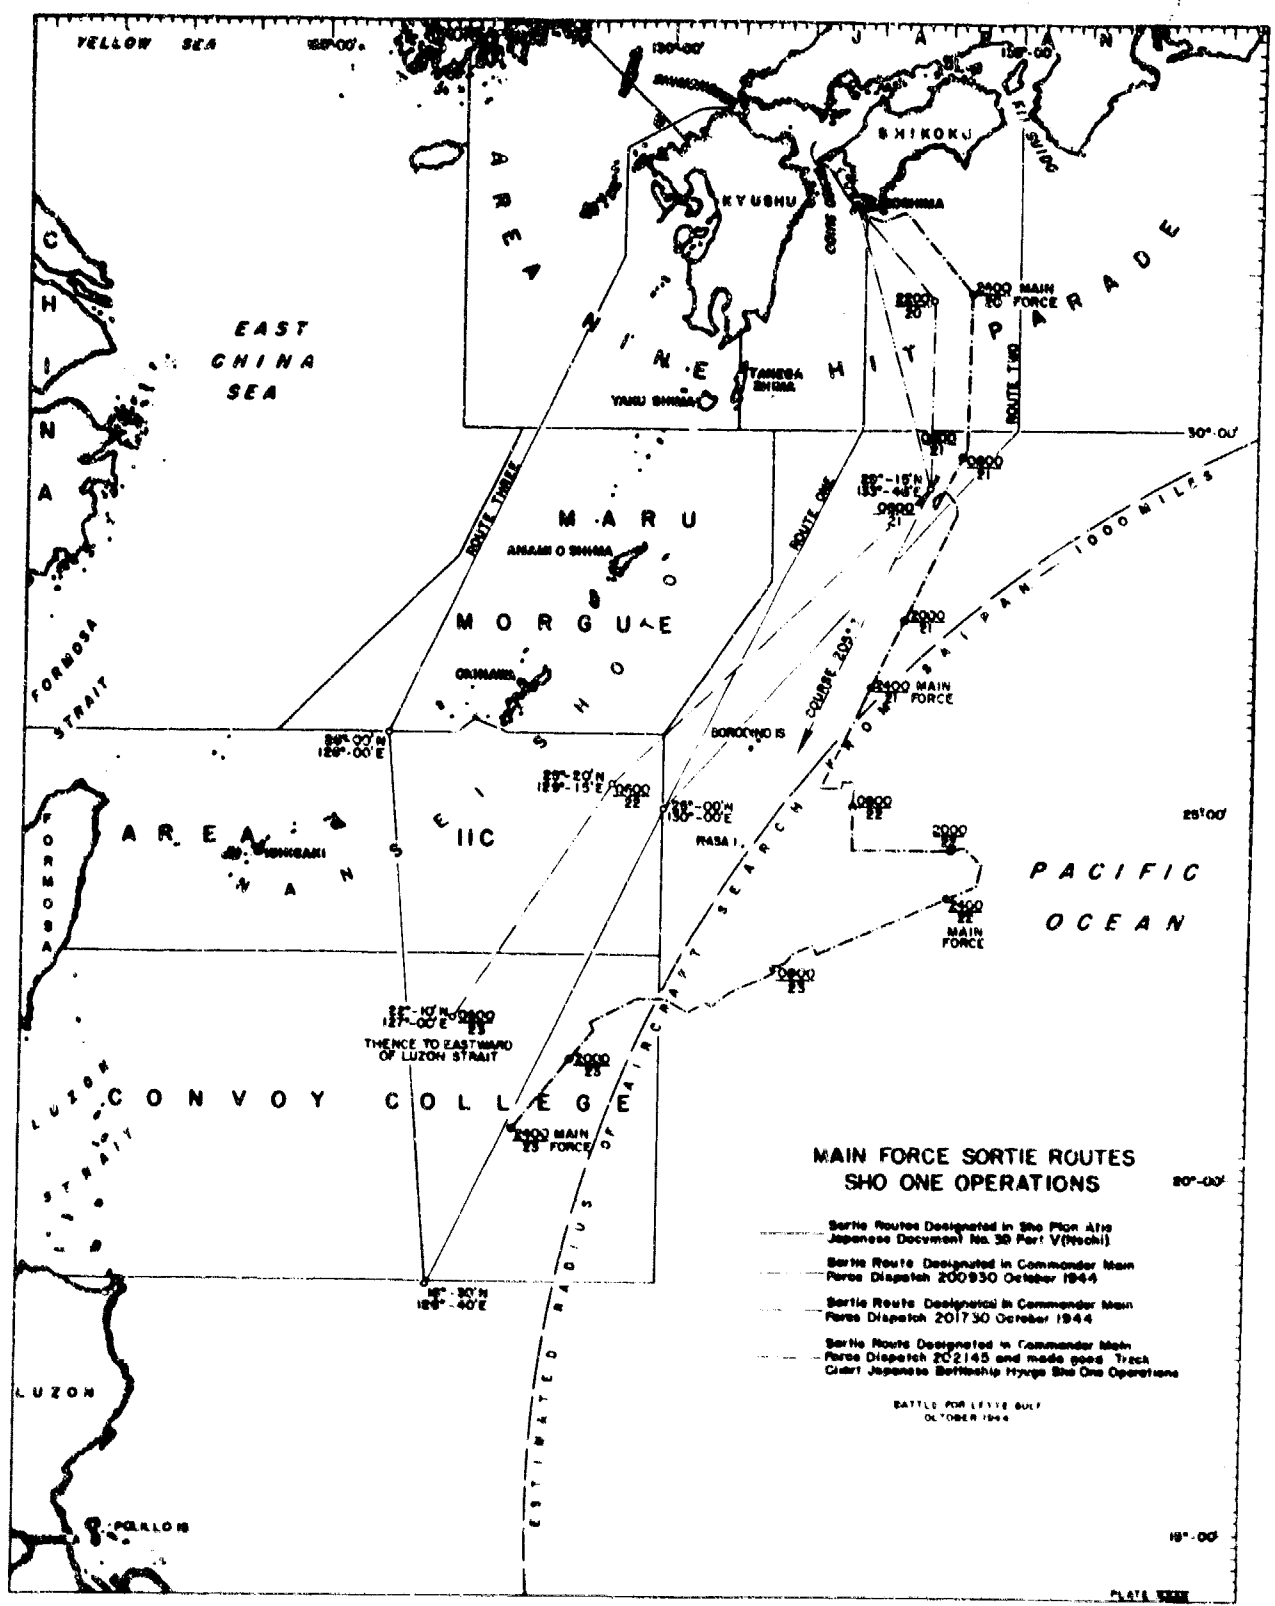 YELLOW SEA
130°-00'
JAPAN
SHIKOKU
KII SUIDO
KYUSHU
AREA
NINE
HIT PARADE
CHINA
EAST
CHINA
SEA
2200
20
2400 MAIN
20 FORCE
TANEGA
SHIMA
YAKU SHIMA
ROUTE TWO
30°-00'
ROUTE THREE
ROUTE ONE
0800
21
0600
21
MARU
AMAMI O SHIMA
MORGUE
OKINAWA
NANSEI SHOTO
FORMOSA
STRAIT
2000
21
2400 MAIN
21 FORCE
COURSE 205°T
BORODINO IS
26°-00'N
130°-00'E
0600
22
0800
22
25°-00'
2000
22
2400
22
MAIN
FORCE
RASA I.
AREA
IIC
ISHIGAKI
FORMOSA
PACIFIC
OCEAN
0800
23
22°-10'N
127°-00'E
THENCE TO EASTWARD
OF LUZON STRAIT
2000
23
CONVOY COLLEGE
2400 MAIN
23 FORCE
LUZON
STRAIT
ESTIMATED RADIUS OF AIRCRAFT SEARCH FROM SAIPAN - 1000 MILES
MAIN FORCE SORTIE ROUTES
SHO ONE OPERATIONS
20°-00'
Sortie Routes Designated in Sho Plan
Japanese Document No. 39 Part V (Nachi)
Sortie Route Designated in Commander Main
Force Dispatch 200930 October 1944
Sortie Route Designated in Commander Main
Force Dispatch 201730 October 1944
Sortie Route Designated in Commander Main
Force Dispatch 202145 and made good Track
Chart Japanese Battleship Hyuga Sho One Operations
BATTLE FOR LEYTE GULF
OCTOBER 1944
LUZON
POLILLO IS
15°-00'
PLATE